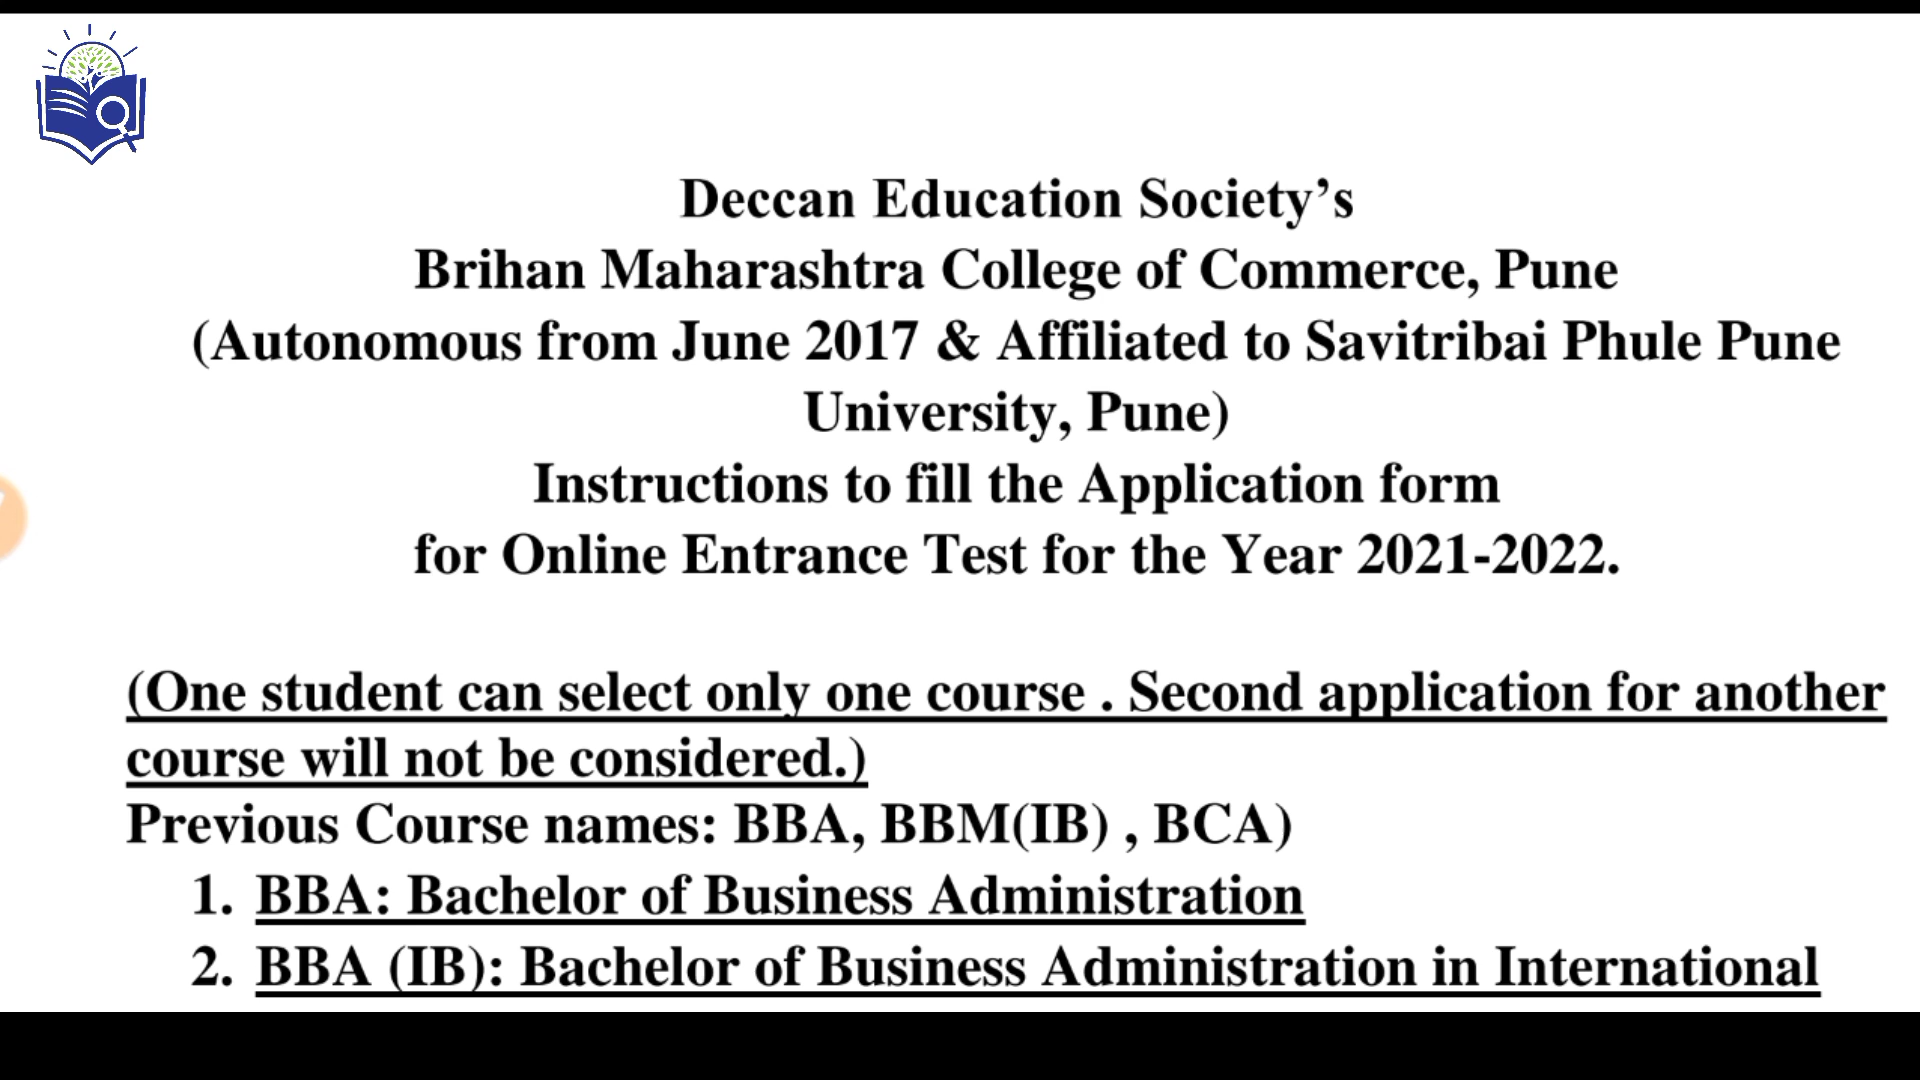 Deccan Education Society’s
Brihan Maharashtra College of Commerce, Pune
(Autonomous from June 2017 & Affiliated to Savitribai Phule Pune
University, Pune)
Instructions to fill the Application form
for Online Entrance Test for the Year 2021-2022.
(One student can select only one course . Second application for another
course will not be considered.)
Previous Course names: BBA, BBM(IB) , BCA)
1. BBA: Bachelor of Business Administration
2. BBA (IB): Bachelor of Business Administration in International